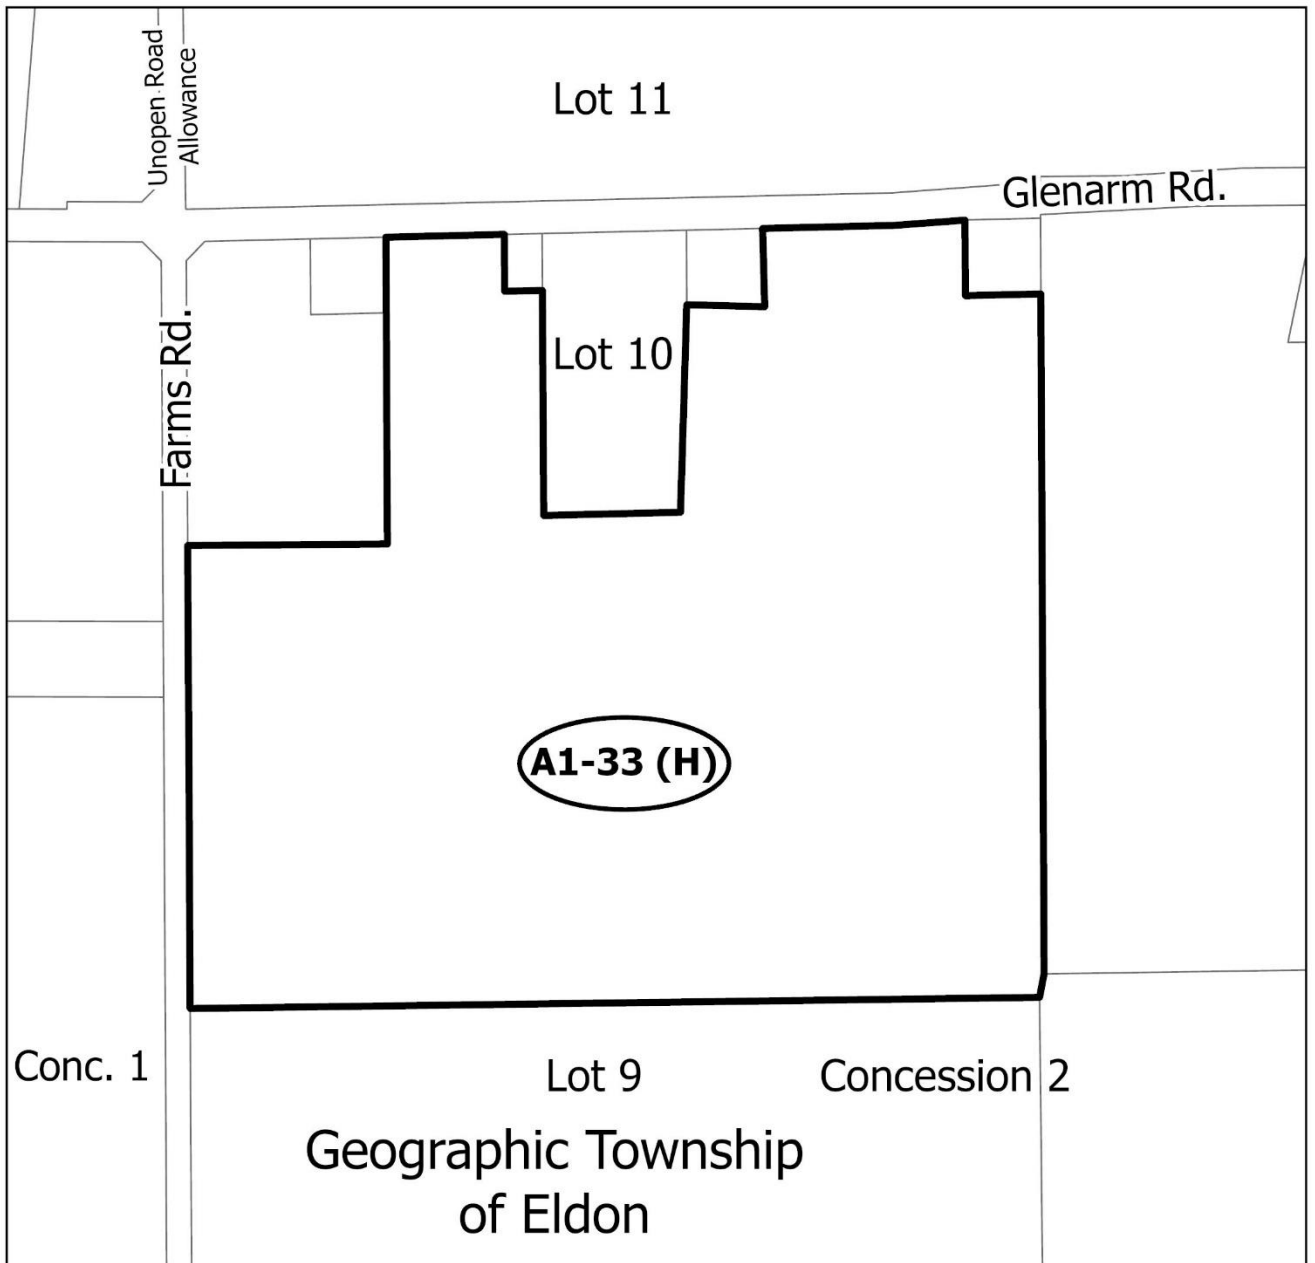 Unopen Road
Allowance
Lot 11
Glenarm Rd.
Farms Rd.
Lot 10
A1-33 (H)
Conc. 1
Lot 9
Concession 2
Geographic Township
of Eldon